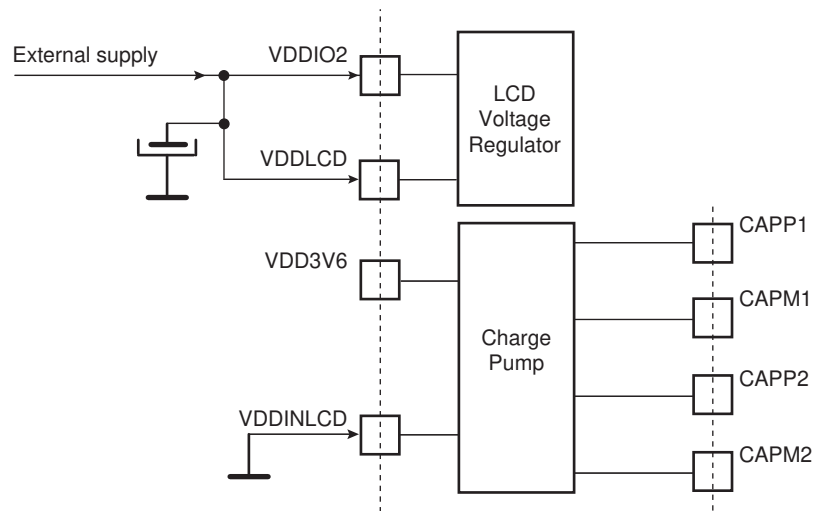 External supply
VDDIO2
LCD
Voltage
Regulator
VDDLCD
VDD3V6
CAPP1
CAPM1
Charge
Pump
CAPP2
VDDINLCD
CAPM2